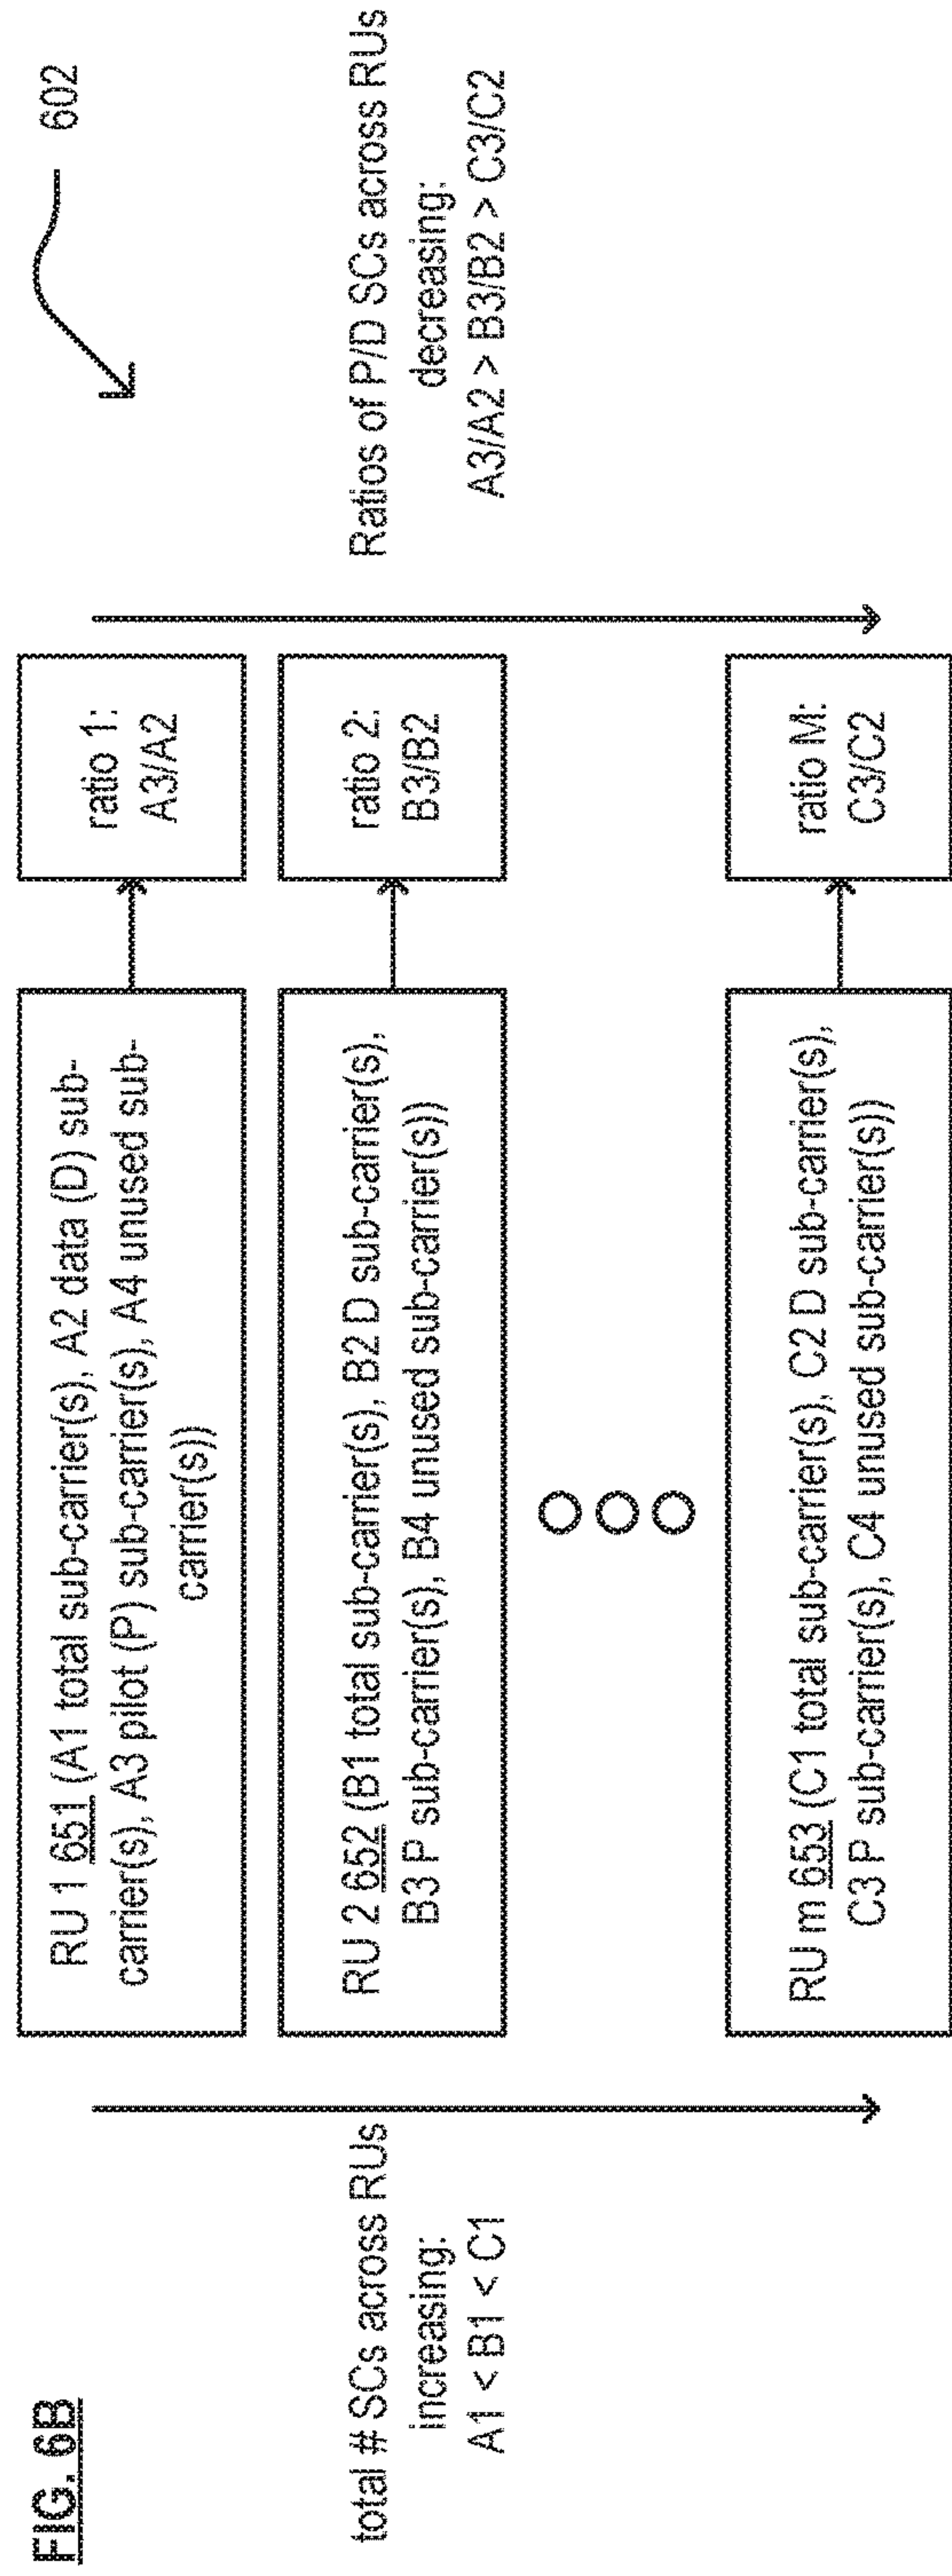 FIG. 6B
602
total # SCs across RUs
increasing:
A1 < B1 < C1
RU 1 651 (A1 total sub-carrier(s), A2 data (D) sub-
carrier(s), A3 pilot (P) sub-carrier(s), A4 unused sub-
carrier(s))
ratio 1:
A3/A2
RU 2 652 (B1 total sub-carrier(s), B2 D sub-carrier(s),
B3 P sub-carrier(s), B4 unused sub-carrier(s))
ratio 2:
B3/B2
RU m 653 (C1 total sub-carrier(s), C2 D sub-carrier(s),
C3 P sub-carrier(s), C4 unused sub-carrier(s))
ratio M:
C3/C2
Ratios of P/D SCs across RUs
decreasing:
A3/A2 > B3/B2 > C3/C2